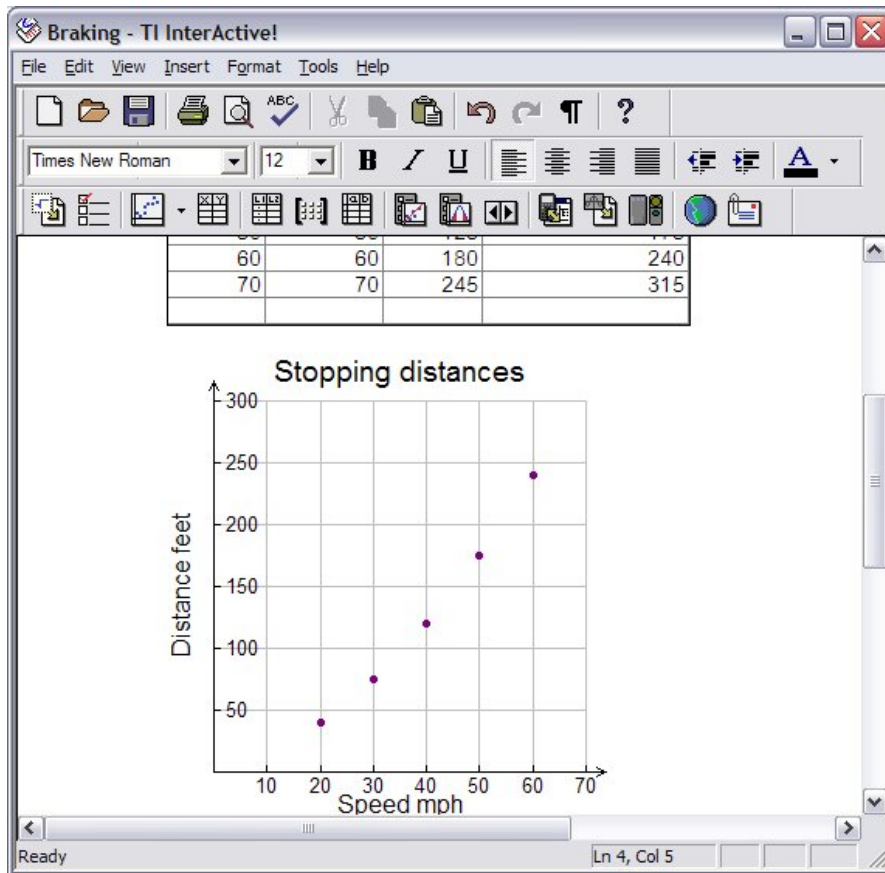 Braking - TI InterActive!
File Edit View Insert Format Tools Help
ABC
Times New Roman 12 B I U A
60 60 180 240
70 70 245 315
Stopping distances
300
250
200
150
100
50
Distance feet
10 20 30 40 50 60 70
Speed mph
Ready Ln 4, Col 5